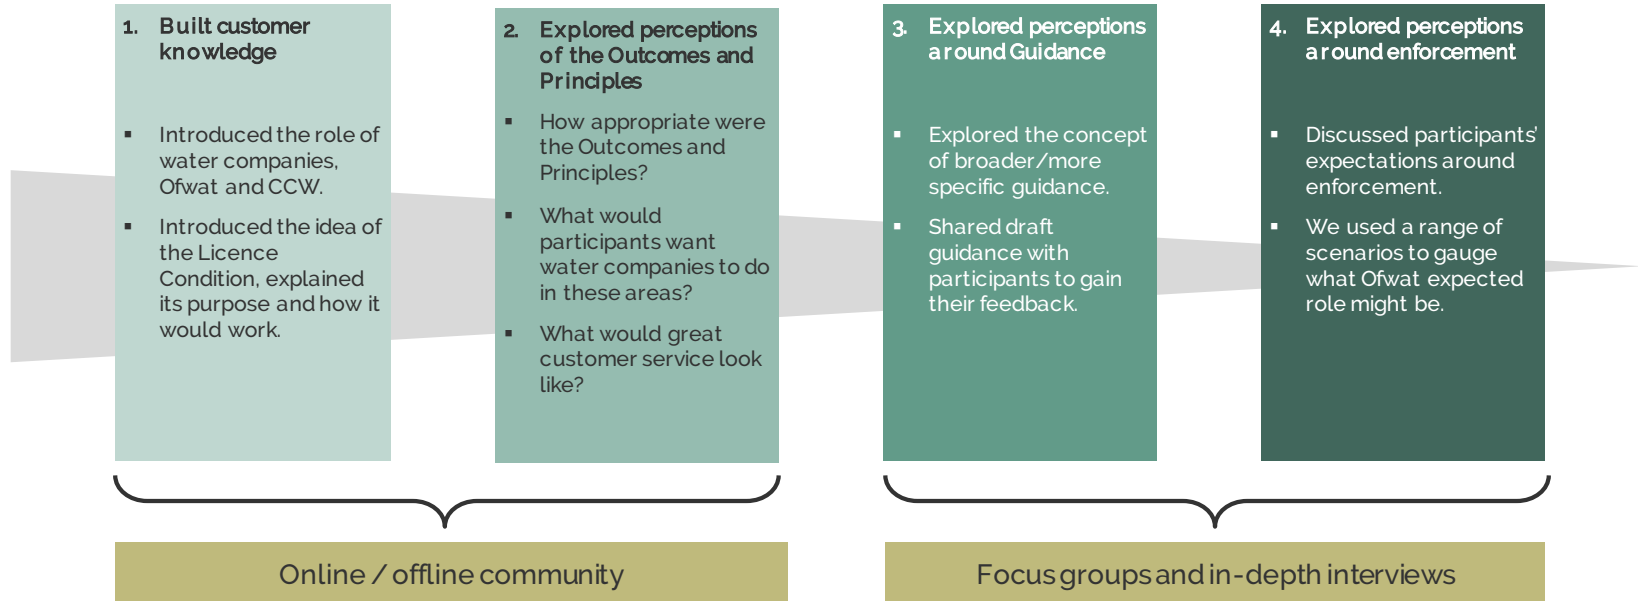 1. Built customer
knowledge
▪ Introduced the role of
water companies,
Ofwat and CCW.
▪ Introduced the idea of
the Licence
Condition, explained
its purpose and how it
would work.
2. Explored perceptions
of the Outcomes and
Principles
▪ How appropriate were
the Outcomes and
Principles?
▪ What would
participants want
water companies to do
in these areas?
▪ What would great
customer service look
like?
3. Explored perceptions
around Guidance
▪ Explored the concept
of broader/more
specific guidance.
▪ Shared draft
guidance with
participants to gain
their feedback.
4. Explored perceptions
around enforcement
▪ Discussed participants’
expectations around
enforcement.
▪ We used a range of
scenarios to gauge
what Ofwat expected
role might be.
Online / offline community
Focus groups and in-depth interviews